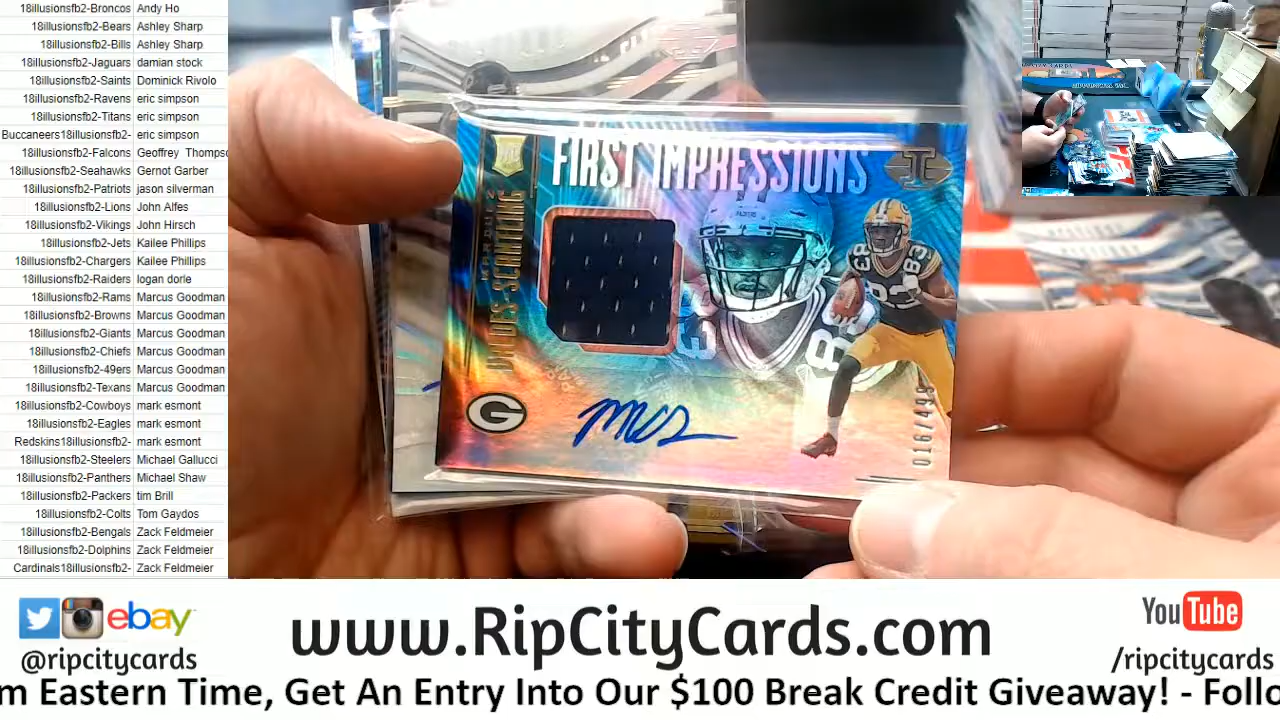 18illusionsfb2-Broncos Andy Ho
18illusionsfb2-Bears Ashley Sharp
18illusionsfb2-Bills Ashley Sharp
18illusionsfb2-Jaguars damian stock
18illusionsfb2-Saints Dominick Rivolo
18illusionsfb2-Ravens eric simpson
18illusionsfb2-Titans eric simpson
Buccaneers18illusionsfb2- eric simpson
18illusionsfb2-Falcons Geoffrey Thompso
18illusionsfb2-Seahawks Gernot Garber
18illusionsfb2-Patriots jason silverman
18illusionsfb2-Lions John Alfes
18illusionsfb2-Vikings John Hirsch
18illusionsfb2-Jets Kailee Phillips
18illusionsfb2-Chargers Kailee Phillips
18illusionsfb2-Raiders logan dorle
18illusionsfb2-Rams Marcus Goodman
18illusionsfb2-Browns Marcus Goodman
18illusionsfb2-Giants Marcus Goodman
18illusionsfb2-Chiefs Marcus Goodman
18illusionsfb2-49ers Marcus Goodman
18illusionsfb2-Texans Marcus Goodman
18illusionsfb2-Cowboys mark esmont
18illusionsfb2-Eagles mark esmont
Redskins18illusionsfb2- mark esmont
18illusionsfb2-Steelers Michael Gallucci
18illusionsfb2-Panthers Michael Shaw
18illusionsfb2-Packers tim Brill
18illusionsfb2-Colts Tom Gaydos
18illusionsfb2-Bengals Zack Feldmeier
18illusionsfb2-Dolphins Zack Feldmeier
Cardinals18illusionsfb2- Zack Feldmeier
FIRST IMPRESSIONS
83
G
MVS
016/499
ebay
@ripcitycards
www.RipCityCards.com
YouTube
/ripcitycards
m Eastern Time, Get An Entry Into Our $100 Break Credit Giveaway! - Follo